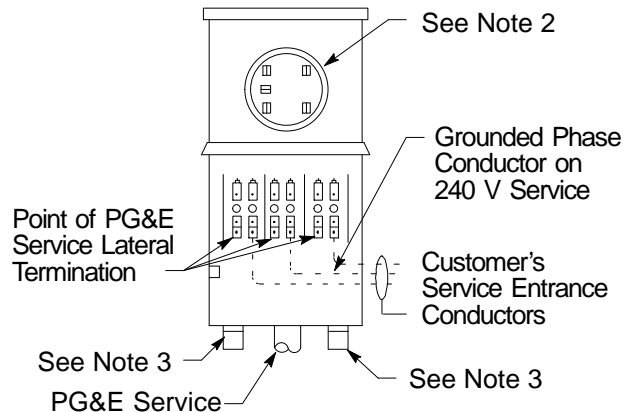 See Note 2
Grounded Phase
Conductor on
240 V Service
Point of PG&E
Service Lateral
Termination
Customer's
Service Entrance
Conductors
See Note 3
See Note 3
PG&E Service